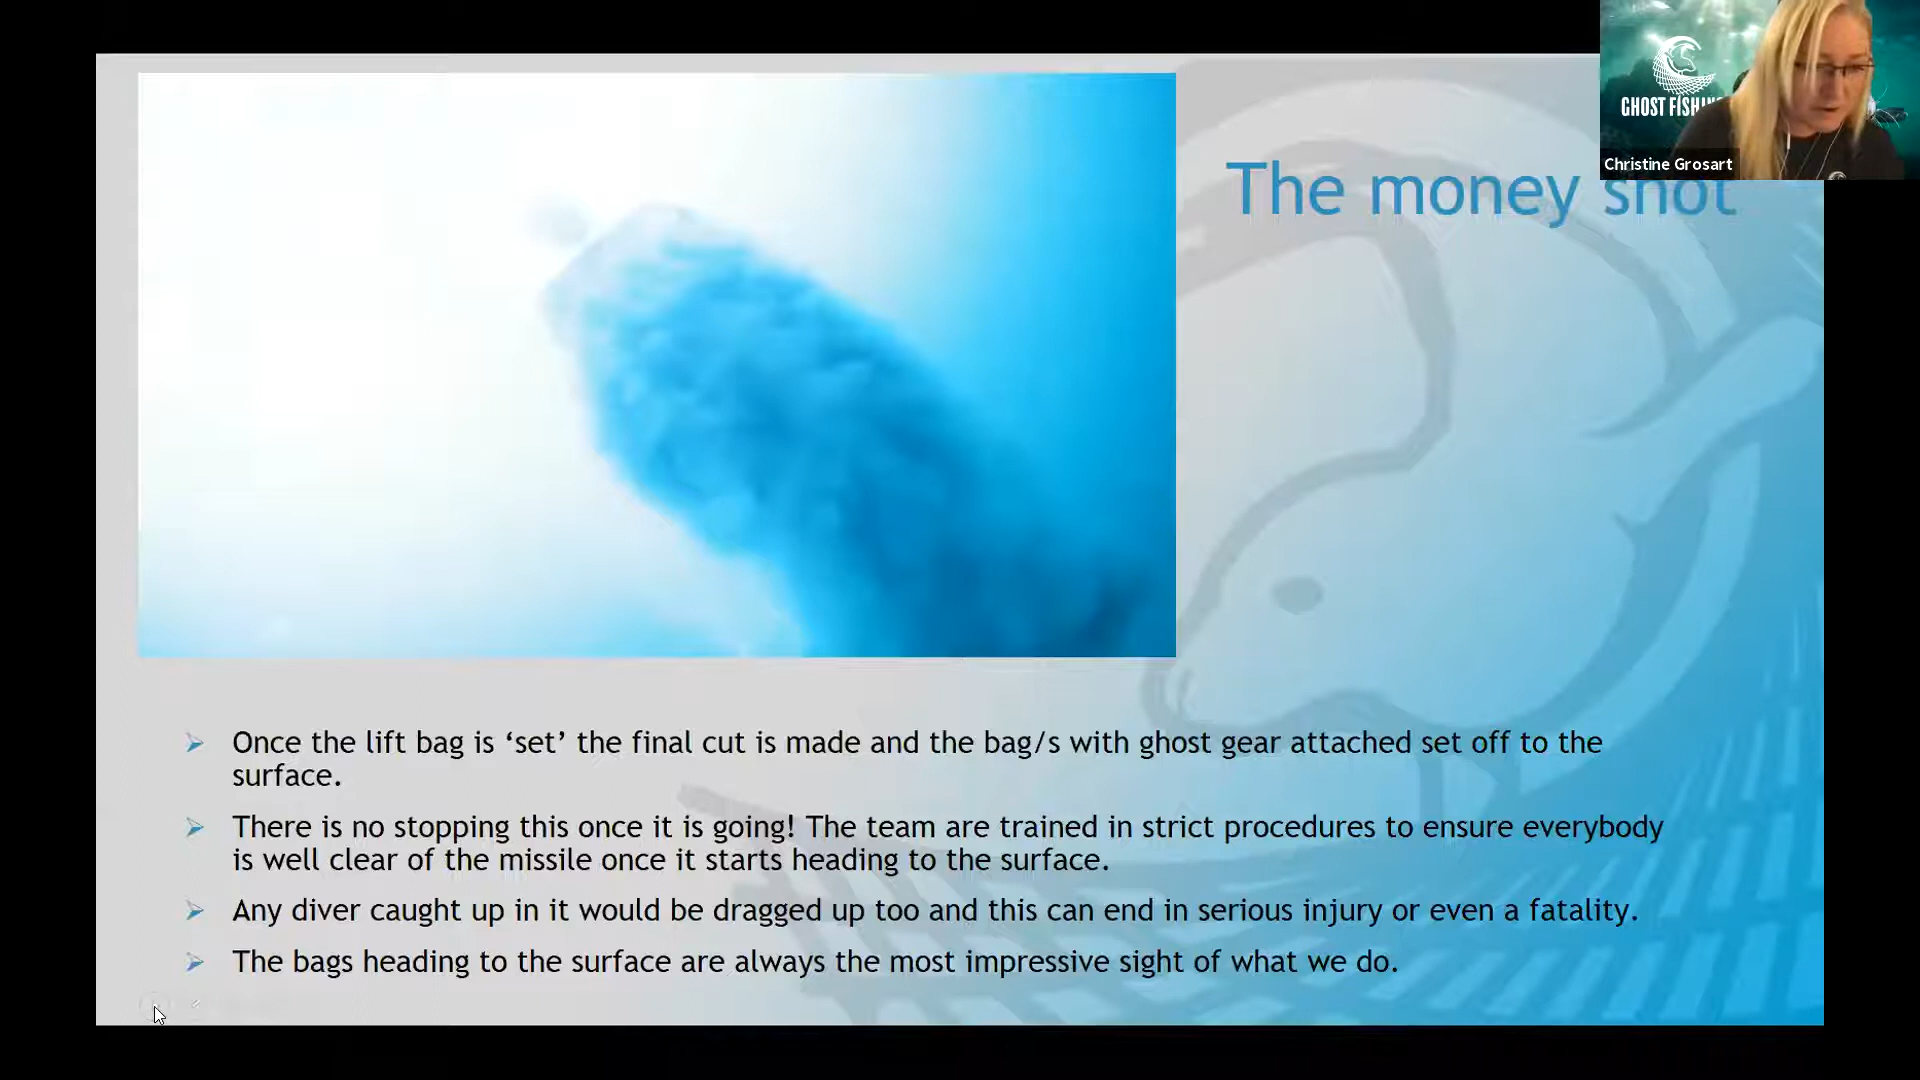 GHOST FISHING
Christine Grosart
The money shot
Once the lift bag is ‘set’ the final cut is made and the bag/s with ghost gear attached set off to the
surface.
There is no stopping this once it is going! The team are trained in strict procedures to ensure everybody
is well clear of the missile once it starts heading to the surface.
Any diver caught up in it would be dragged up too and this can end in serious injury or even a fatality.
The bags heading to the surface are always the most impressive sight of what we do.